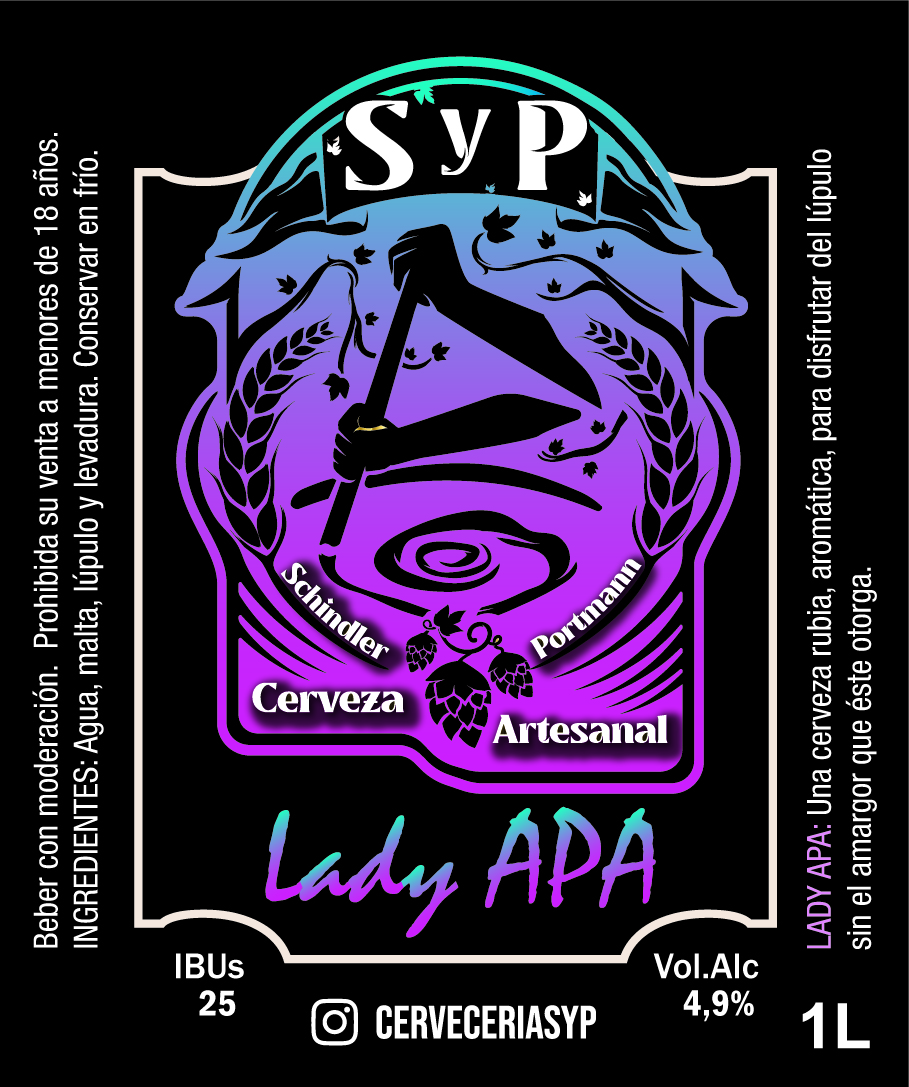 Beber con moderación. Prohibida su venta a menores de 18 años.
INGREDIENTES: Agua, malta, lúpulo y levadura. Conservar en frío.
SyP
Schindler
Portmann
Cerveza
Artesanal
Lady APA
IBUs
25
Vol.Alc
4,9%
CERVECERIASYP
1L
LADY APA: Una cerveza rubia, aromática, para disfrutar del lúpulo
sin el amargor que éste otorga.